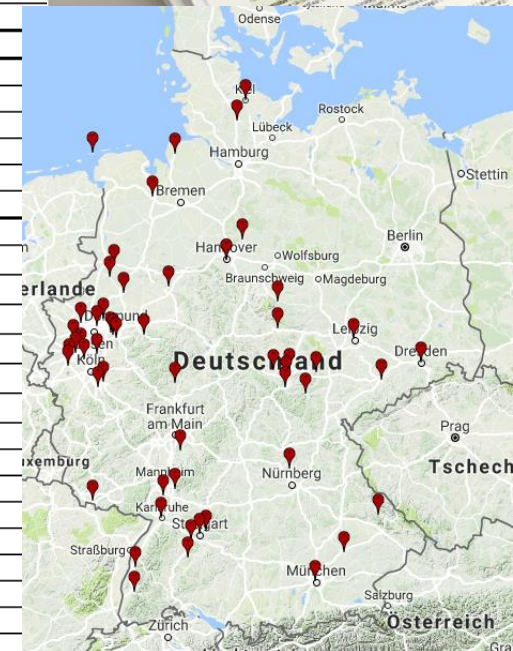 Odense
Kiel
Rostock
Lübeck
Hamburg
Stettin
Bremen
Berlin
Hannover
Wolfsburg
Braunschweig
Magdeburg
erlande
Leipzig
Dresden
Köln
Deutschland
Frankfurt
am Main
Prag
uxemburg
Tschech
Mannheim
Nürnberg
Karlsruhe
Stuttgart
Straßburg
München
Salzburg
Österreich
Zürich